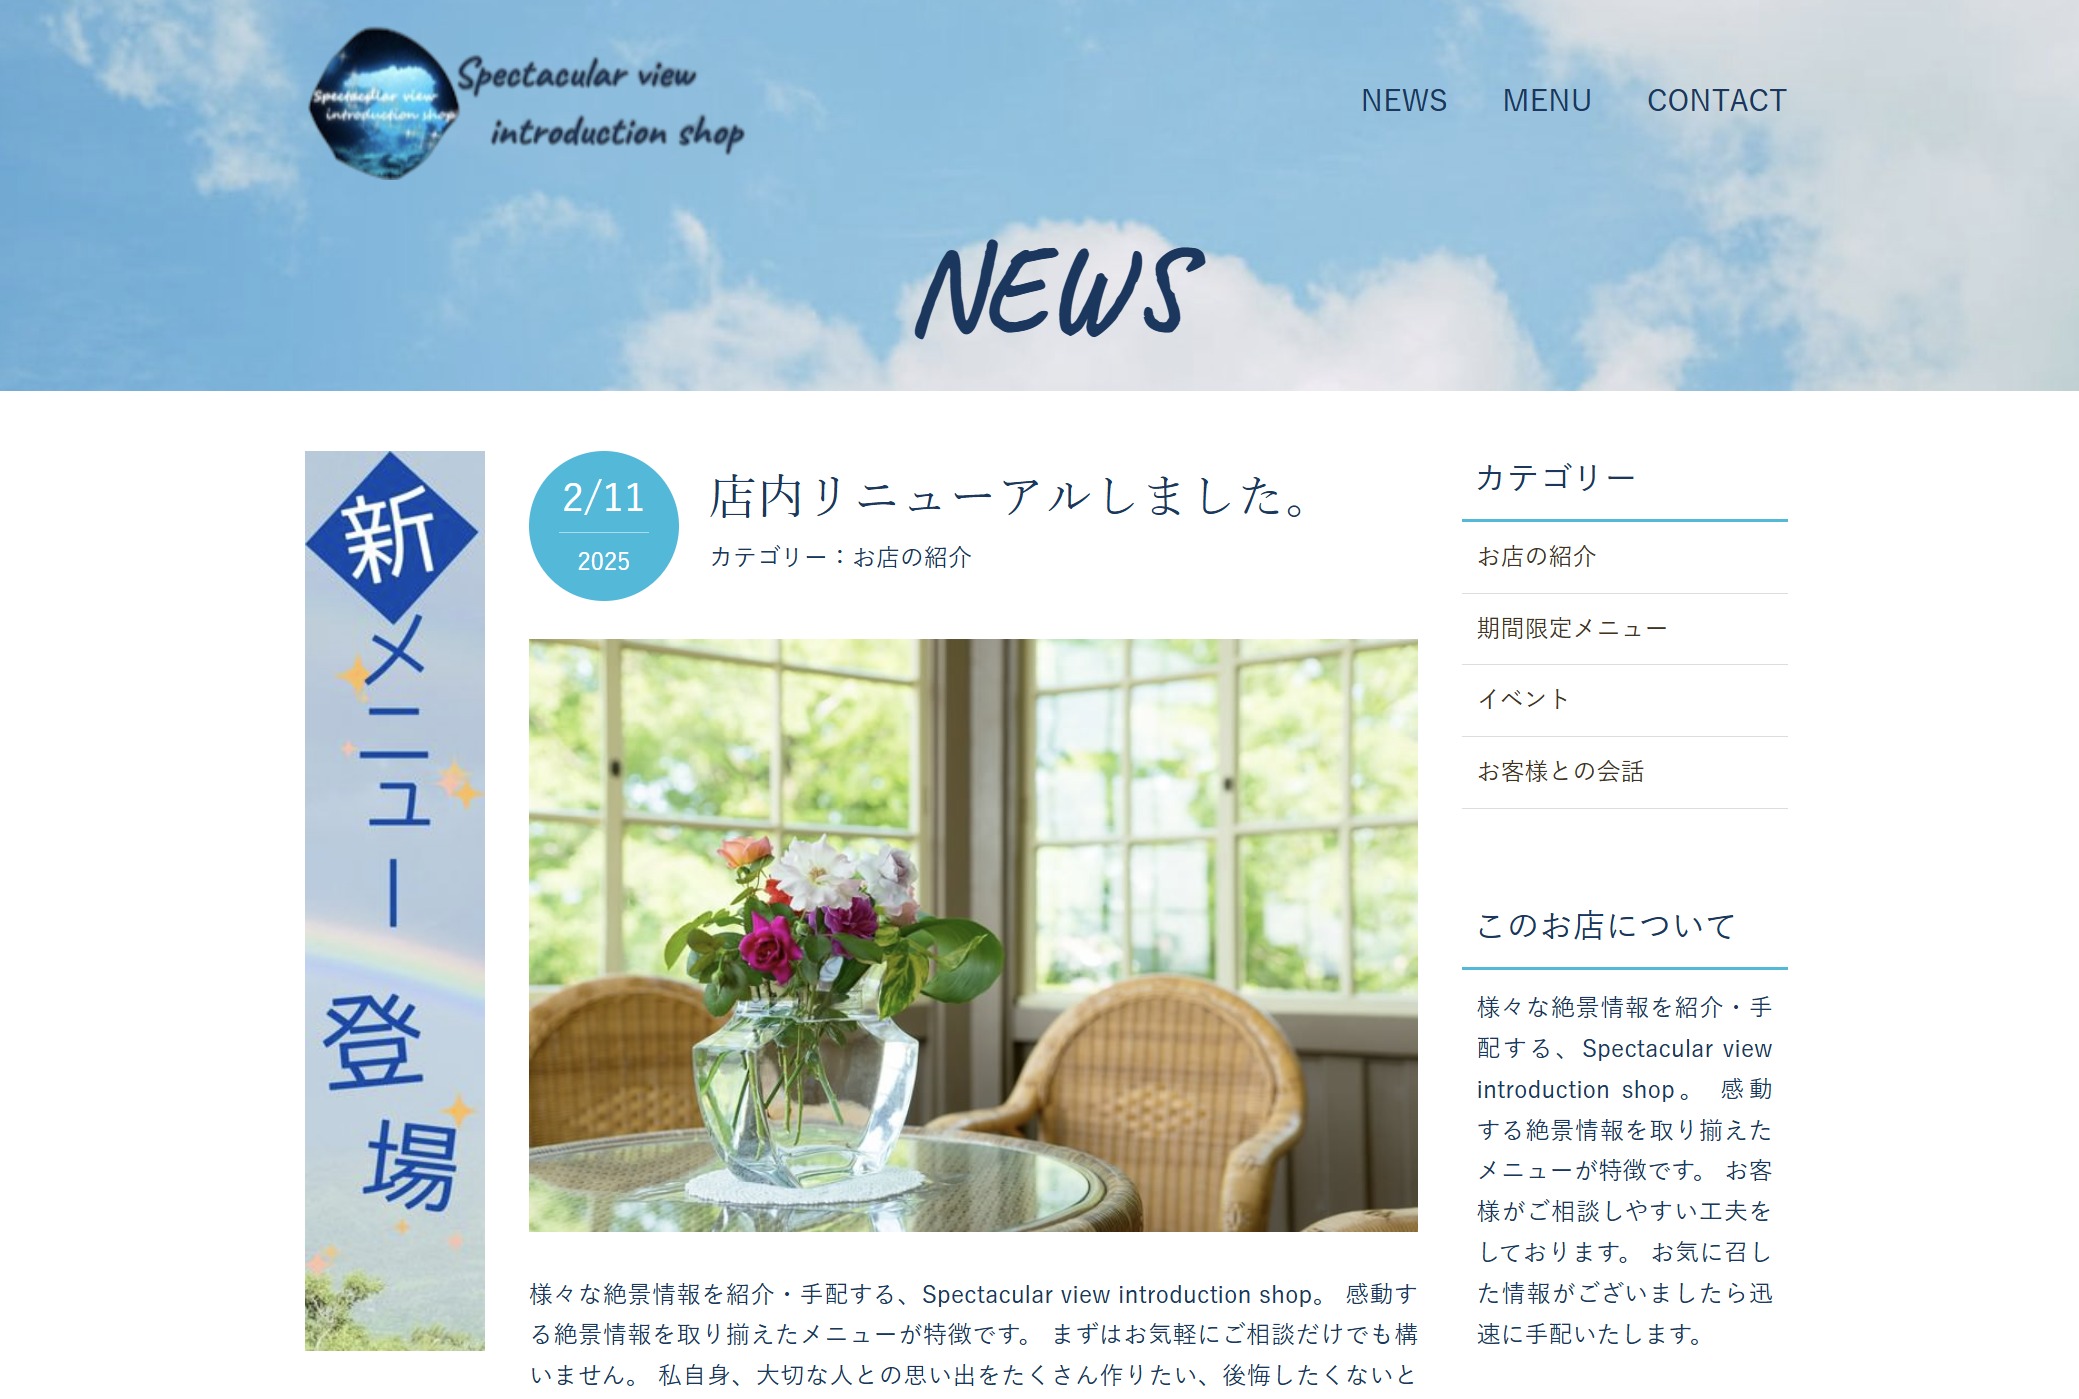 Spectacular view
introduction shop
Spectacular view
introduction shop
NEWS MENU CONTACT
NEWS
新メニュー登場
2/11
2025
店内リニューアルしました。
カテゴリー：お店の紹介
様々な絶景情報を紹介・手配する、Spectacular view introduction shop。 感動す
る絶景情報を取り揃えたメニューが特徴です。 まずはお気軽にご相談だけでも構
いません。 私自身、大切な人との思い出をたくさん作りたい、後悔したくないと
カテゴリー
お店の紹介
期間限定メニュー
イベント
お客様との会話
このお店について
様々な絶景情報を紹介・手
配する、Spectacular view
introduction shop。 感動
する絶景情報を取り揃えた
メニューが特徴です。 お客
様がご相談しやすい工夫を
しております。 お気に召し
た情報がございましたら迅
速に手配いたします。